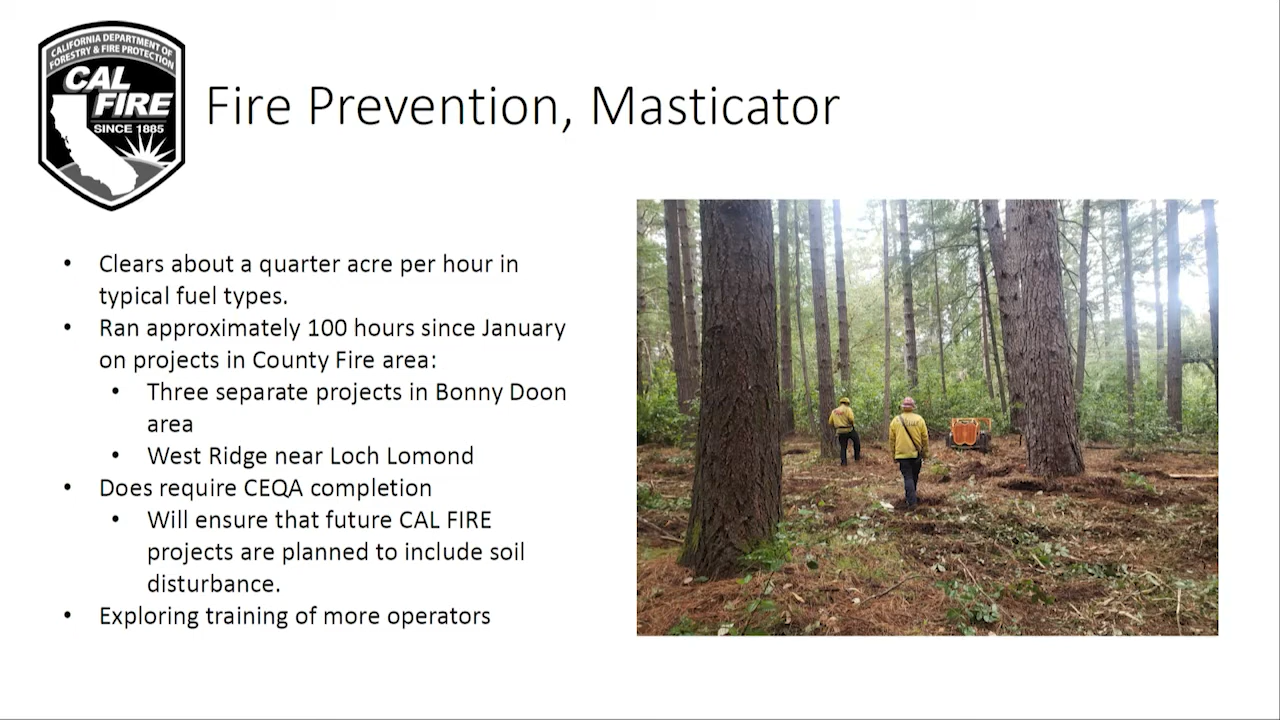 CALIFORNIA DEPARTMENT OF
FORESTRY & FIRE PROTECTION
CAL
FIRE
SINCE 1885
Fire Prevention, Masticator
• Clears about a quarter acre per hour in
typical fuel types.
• Ran approximately 100 hours since January
on projects in County Fire area:
• Three separate projects in Bonny Doon
area
• West Ridge near Loch Lomond
• Does require CEQA completion
• Will ensure that future CAL FIRE
projects are planned to include soil
disturbance.
• Exploring training of more operators